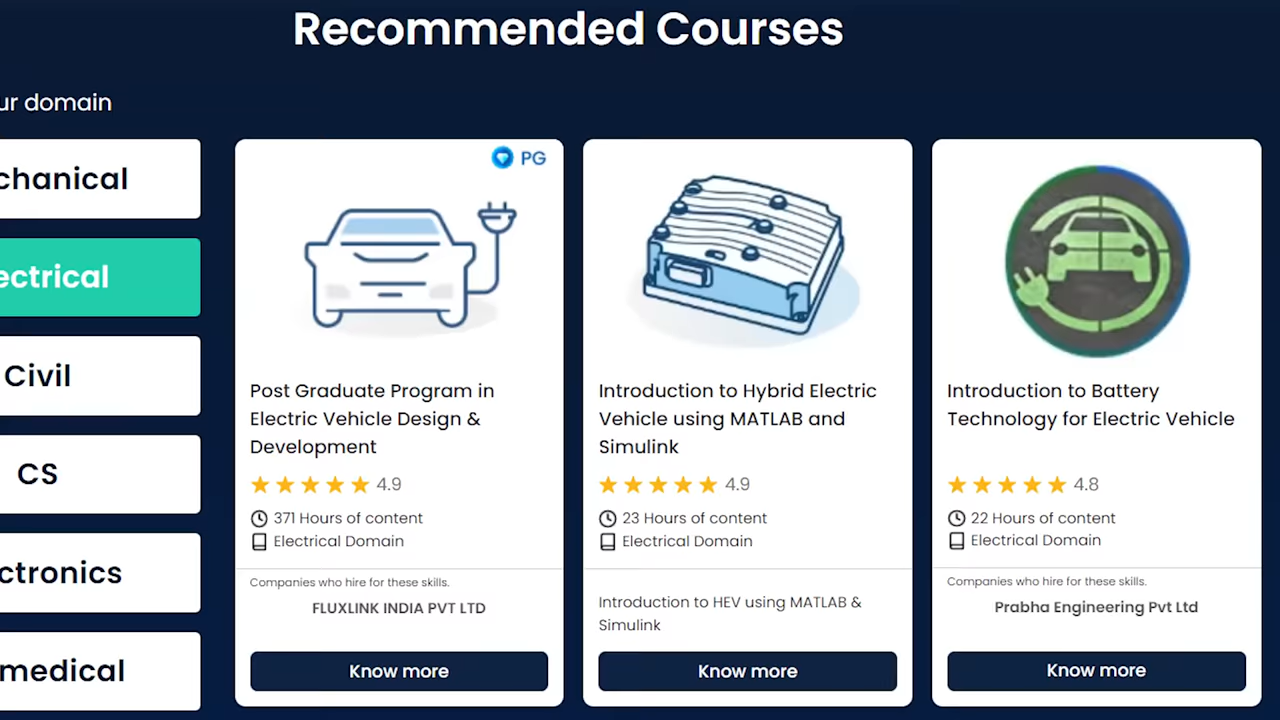 Recommended Courses
ur domain
chanical
ectrical
Civil
CS
ctronics
medical
PG
Post Graduate Program in
Electric Vehicle Design &
Development
4.9
371 Hours of content
Electrical Domain
Companies who hire for these skills.
FLUXLINK INDIA PVT LTD
Know more
Introduction to Hybrid Electric
Vehicle using MATLAB and
Simulink
4.9
23 Hours of content
Electrical Domain
Introduction to HEV using MATLAB &
Simulink
Know more
Introduction to Battery
Technology for Electric Vehicle
4.8
22 Hours of content
Electrical Domain
Companies who hire for these skills.
Prabha Engineering Pvt Ltd
Know more